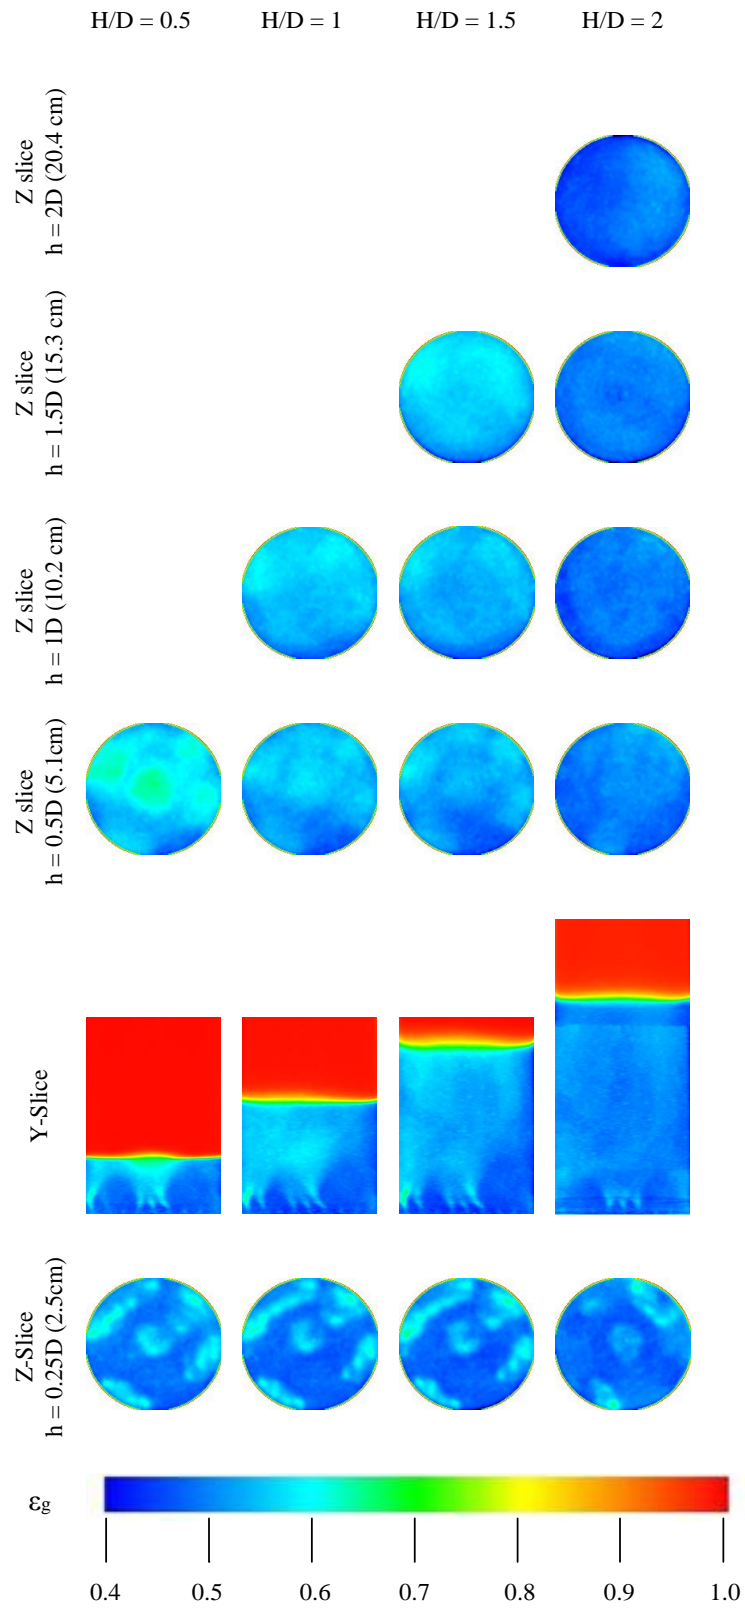 H/D = 0.5 H/D = 1 H/D = 1.5 H/D = 2
Z slice
h = 2D (20.4 cm)
Z slice
h = 1.5D (15.3 cm)
Z slice
h = 1D (10.2 cm)
Z slice
h = 0.5D (5.1cm)
Y-Slice
Z-Slice
h = 0.25D (2.5cm)
εg
0.4 0.5 0.6 0.7 0.8 0.9 1.0